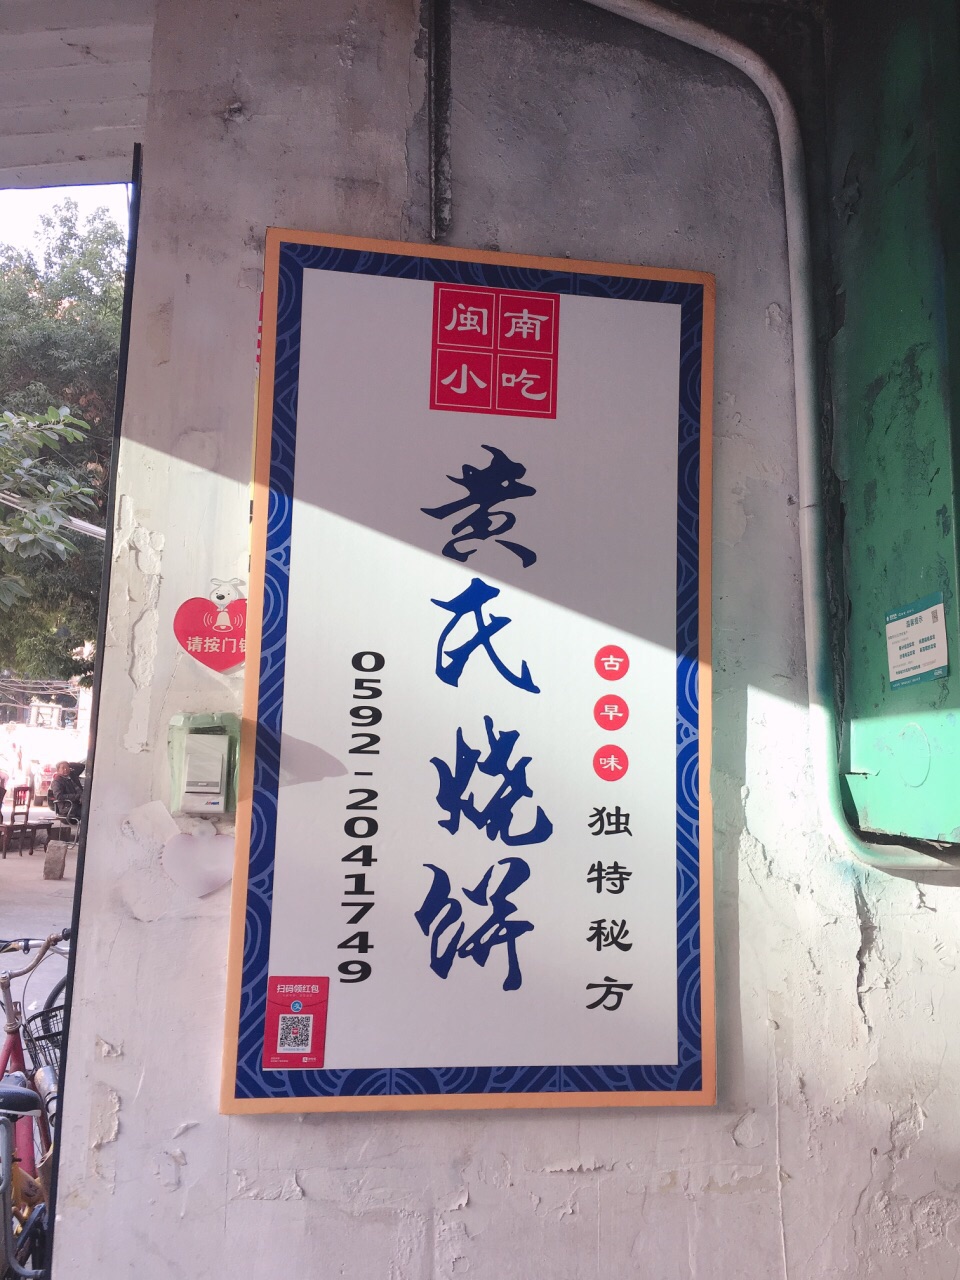 闽南
小吃
黄氏烧饼
古早味
独特秘方
0592-2041749
扫码领红包
请按门